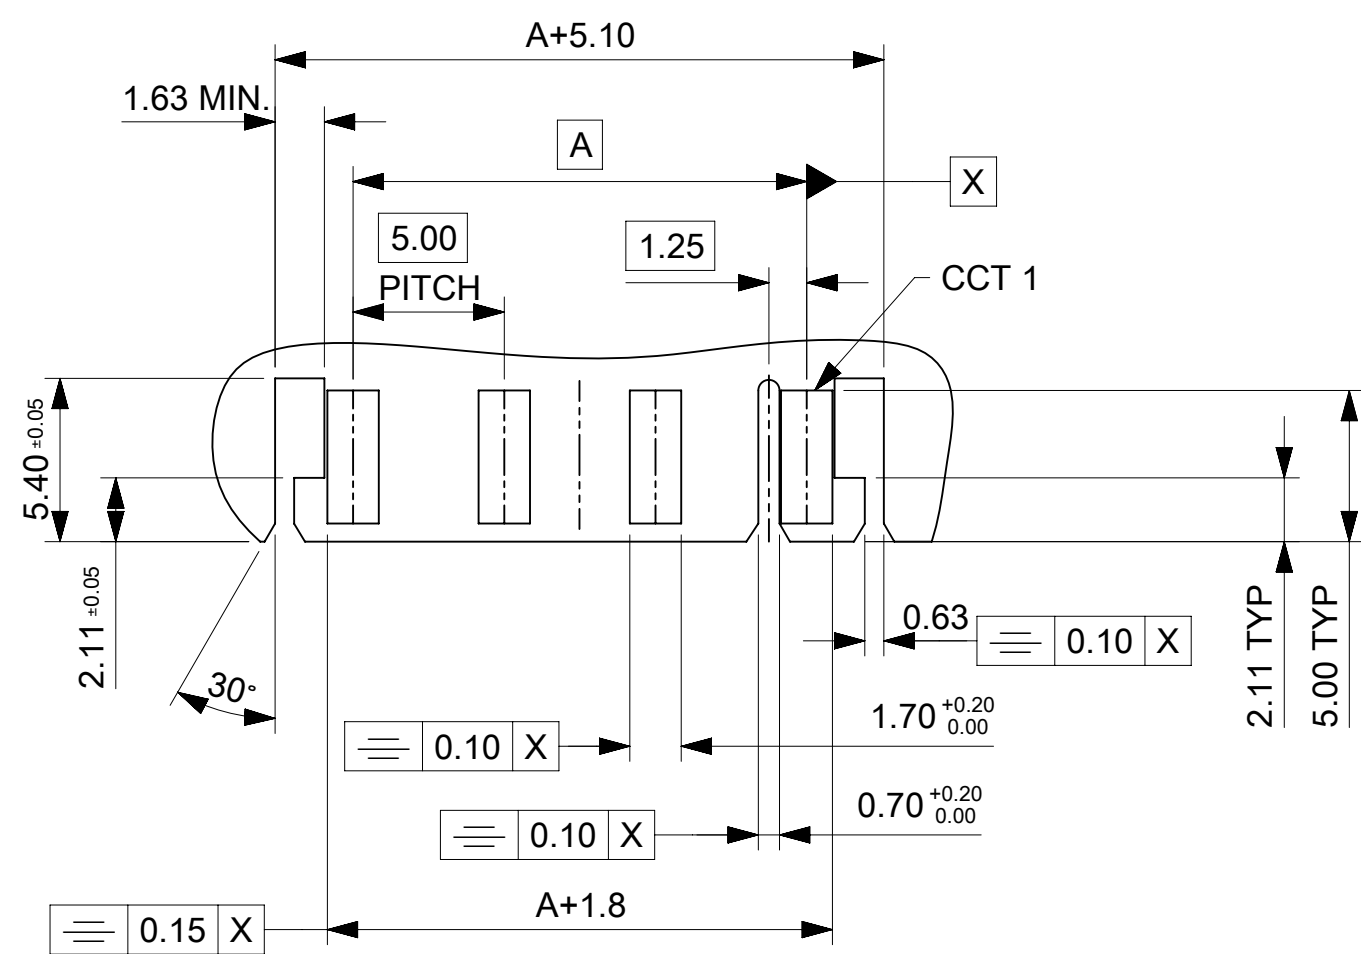 A+5.10
1.63 MIN.
A
X
5.00
PITCH
1.25
CCT 1
5.40 ±0.05
2.11 ±0.05
30°
0.63
0.10 X
2.11 TYP
5.00 TYP
1.70 +0.20
0.00
0.10 X
0.70 +0.20
0.00
0.10 X
A+1.8
0.15 X